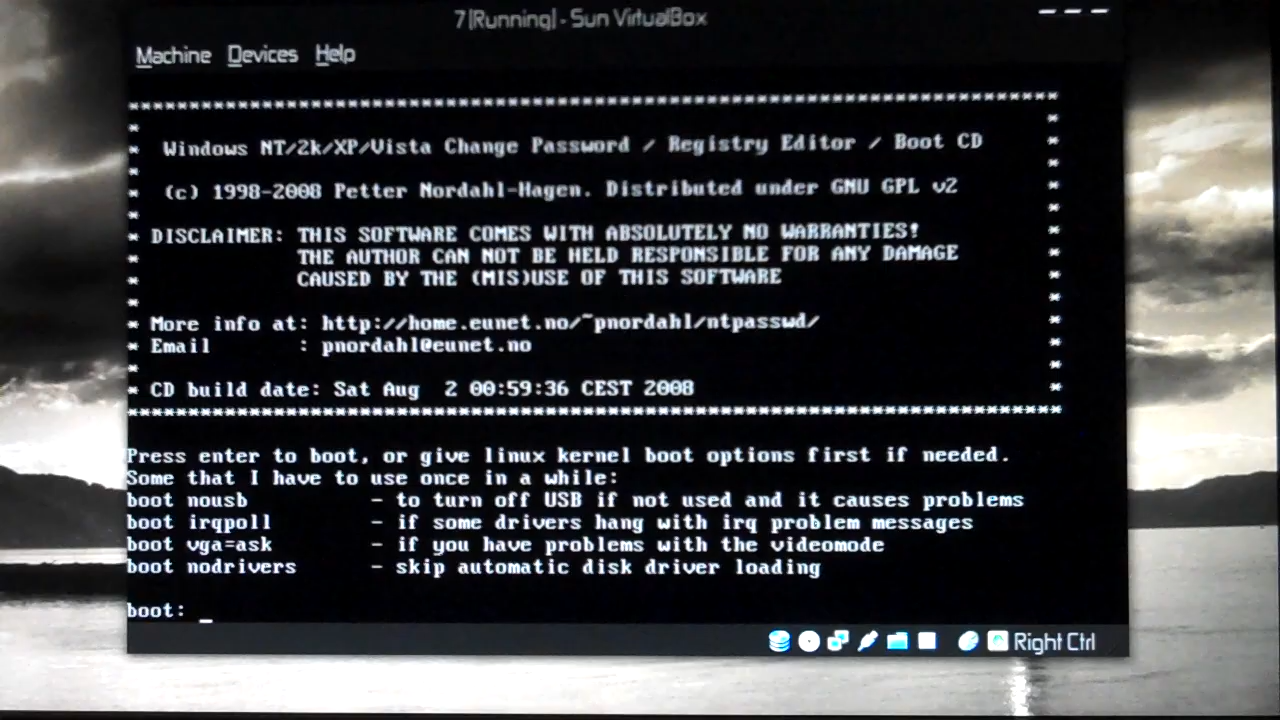 7 [Running] - Sun VirtualBox
Machine Devices Help
*******************************************************************************
*                                                                             *
*  Windows NT/2k/XP/Vista Change Password / Registry Editor / Boot CD         *
*                                                                             *
*  (c) 1998-2008 Petter Nordahl-Hagen. Distributed under GNU GPL v2           *
*                                                                             *
* DISCLAIMER: THIS SOFTWARE COMES WITH ABSOLUTELY NO WARRANTIES!              *
*             THE AUTHOR CAN NOT BE HELD RESPONSIBLE FOR ANY DAMAGE           *
*             CAUSED BY THE (MIS)USE OF THIS SOFTWARE                         *
*                                                                             *
* More info at: http://home.eunet.no/~pnordahl/ntpasswd/                      *
* Email       : pnordahl@eunet.no                                             *
*                                                                             *
* CD build date: Sat Aug  2 00:59:36 CEST 2008                                *
*******************************************************************************
Press enter to boot, or give linux kernel boot options first if needed.
Some that I have to use once in a while:
boot nousb          - to turn off USB if not used and it causes problems
boot irqpoll        - if some drivers hang with irq problem messages
boot vga=ask        - if you have problems with the videomode
boot nodrivers      - skip automatic disk driver loading
boot: _
Right Ctrl